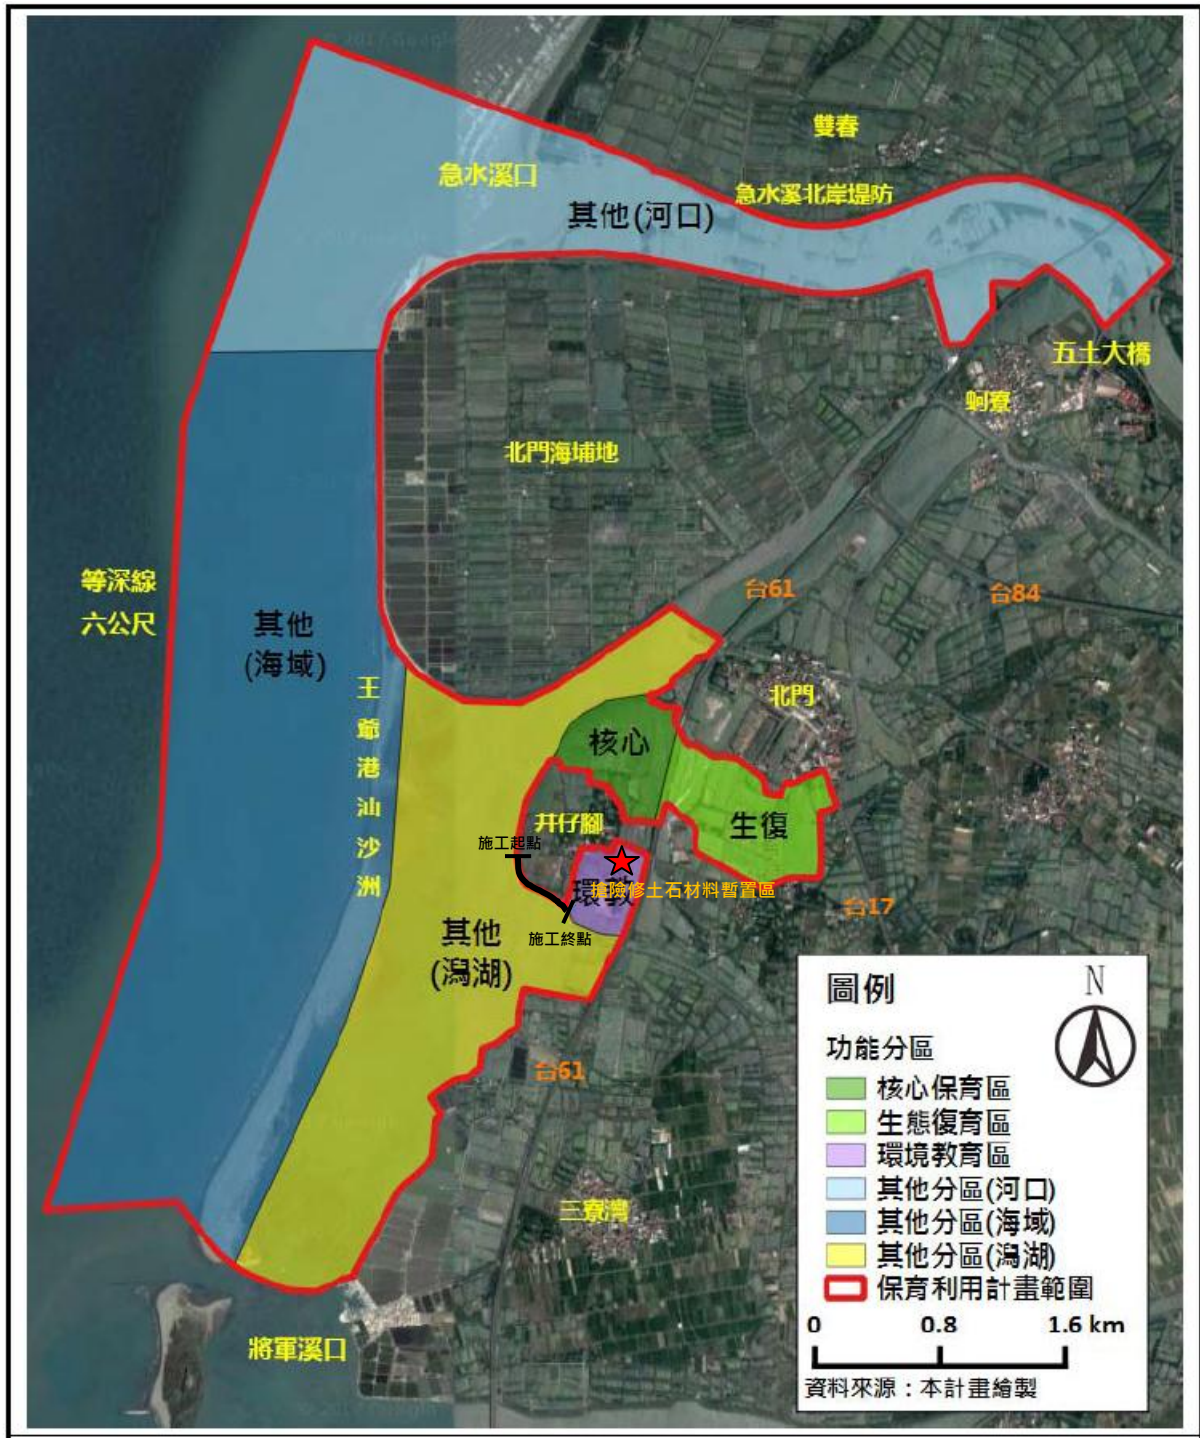 雙春
急水溪口
急水溪北岸堤防
其他(河口)
五王大橋
蚵寮
北門海埔地
等深線
六公尺
台61
台84
其他
(海域)
王爺港汕沙洲
北門
核心
井仔腳
生復
施工起點
環教
搶險修土石材料暫置區
台17
其他
(潟湖)
施工終點
台61
三寮灣
將軍溪口
圖例
N
功能分區
核心保育區
生態復育區
環境教育區
其他分區(河口)
其他分區(海域)
其他分區(潟湖)
保育利用計畫範圍
0 0.8 1.6 km
資料來源：本計畫繪製